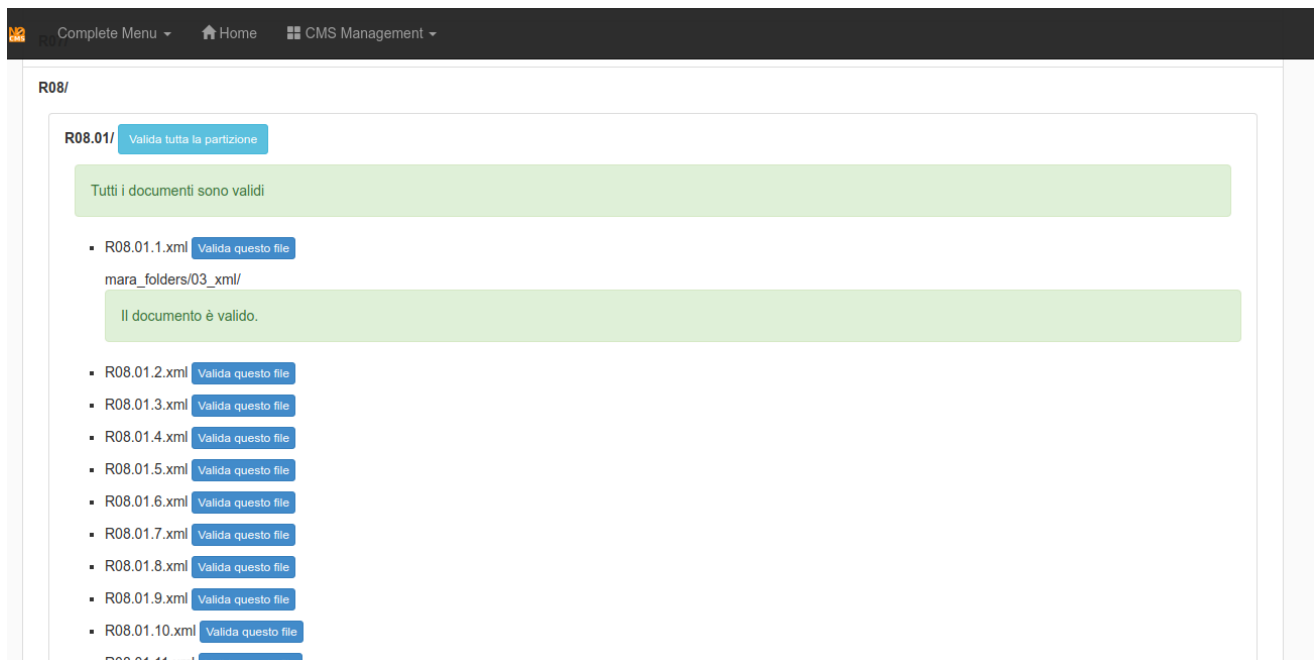 N2 CMS Complete Menu Home CMS Management
R07/
R08/
R08.01/ Valida tutta la partizione
Tutti i documenti sono validi
R08.01.1.xml Valida questo file
mara_folders/03_xml/
Il documento è valido.
R08.01.2.xml Valida questo file
R08.01.3.xml Valida questo file
R08.01.4.xml Valida questo file
R08.01.5.xml Valida questo file
R08.01.6.xml Valida questo file
R08.01.7.xml Valida questo file
R08.01.8.xml Valida questo file
R08.01.9.xml Valida questo file
R08.01.10.xml Valida questo file